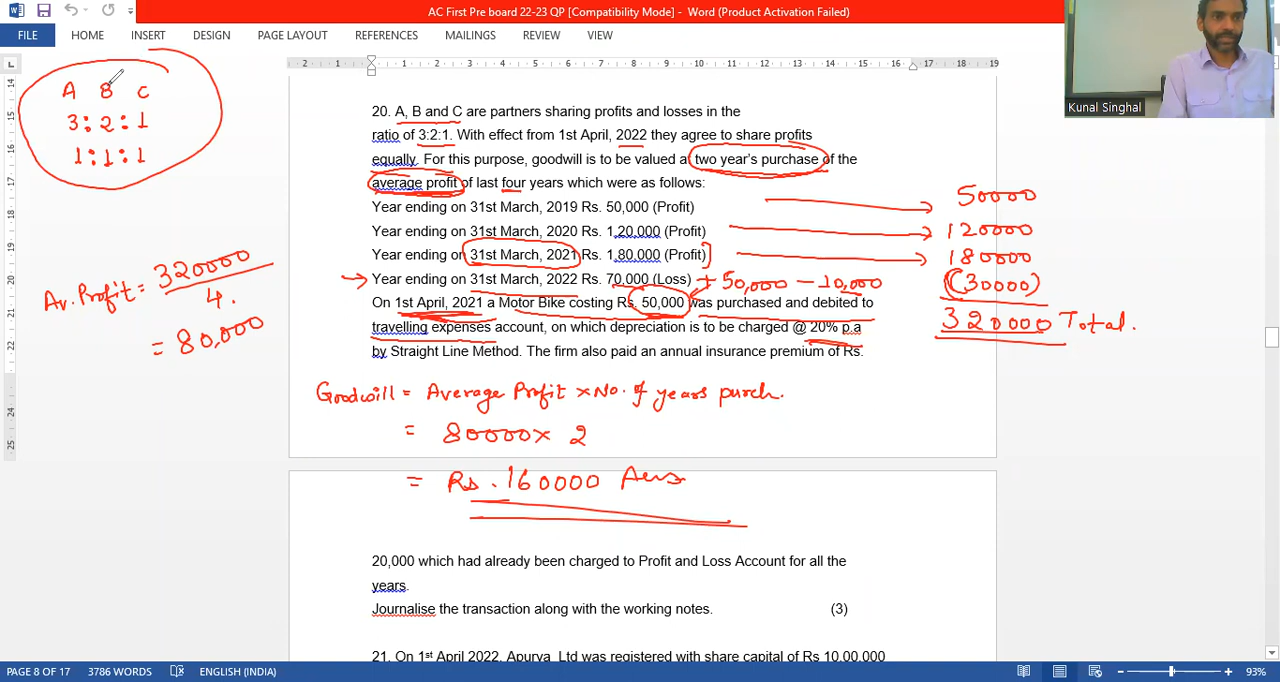 AC First Pre board 22-23 QP [Compatibility Mode] - Word (Product Activation Failed)
FILE HOME INSERT DESIGN PAGE LAYOUT REFERENCES MAILINGS REVIEW VIEW
Kunal Singhal
A B C
3:2:1
1:1:1
20. A, B and C are partners sharing profits and losses in the
ratio of 3:2:1. With effect from 1st April, 2022 they agree to share profits
equally. For this purpose, goodwill is to be valued at two year's purchase of the
average profit of last four years which were as follows:
Year ending on 31st March, 2019 Rs. 50,000 (Profit)
50000
Year ending on 31st March, 2020 Rs. 1,20,000 (Profit)
120000
Year ending on 31st March, 2021 Rs. 1,80,000 (Profit)
180000
Year ending on 31st March, 2022 Rs. 70,000 (Loss) + 50,000 - 10,000
(30000)
320000 Total.
On 1st April, 2021 a Motor Bike costing Rs. 50,000 was purchased and debited to
travelling expenses account, on which depreciation is to be charged @ 20% p.a
by Straight Line Method. The firm also paid an annual insurance premium of Rs.
Av. Profit = 320000
4.
= 80,000
Goodwill = Average Profit × No. of years purch.
= 80000 × 2
= Rs. 160000 Ans
20,000 which had already been charged to Profit and Loss Account for all the
years.
Journalise the transaction along with the working notes. (3)
21. On 1st April 2022, Apurva, Ltd was registered with share capital of Rs 10,00,000
PAGE 8 OF 17 3786 WORDS ENGLISH (INDIA) 93%